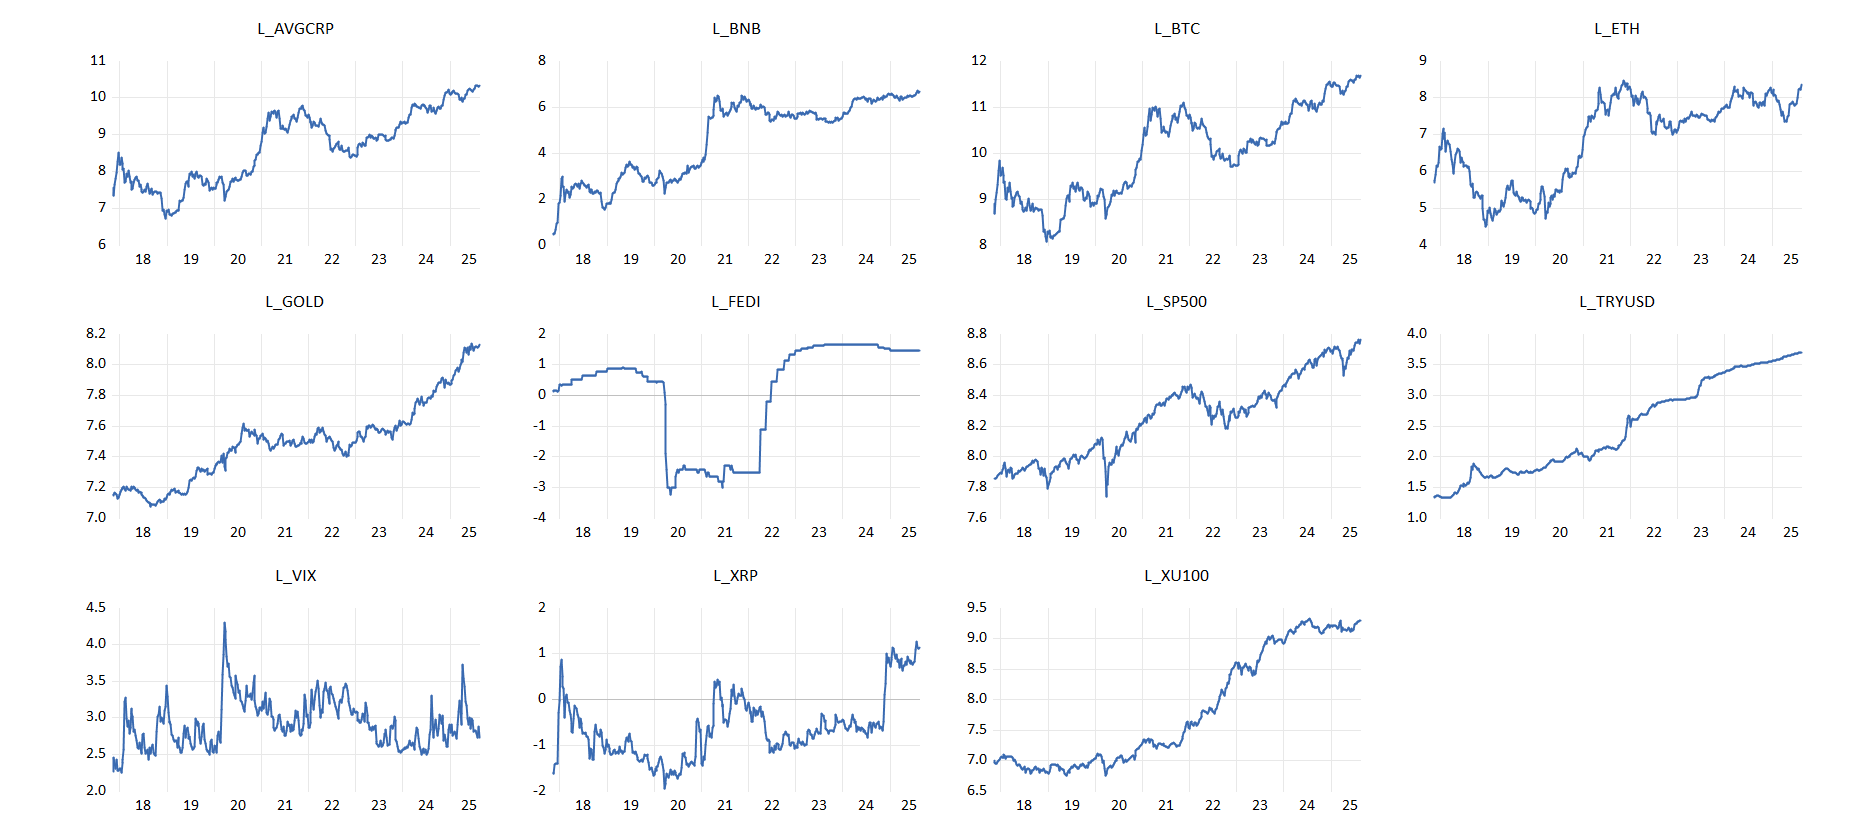 L_AVGCRP L_BNB L_BTC L_ETH
11 8 12 9
10 6 11 8
9 4 10 7
8 2 9 6
7 0 8 5
6 4
18 19 20 21 22 23 24 25 18 19 20 21 22 23 24 25 18 19 20 21 22 23 24 25 18 19 20 21 22 23 24 25
L_GOLD L_FEDI L_SP500 L_TRYUSD
8.2 2 8.8 4.0
8.0 1 8.6 3.5
7.8 0 8.4 3.0
7.6 -1 8.2 2.5
7.4 -2 8.0 2.0
7.2 -3 7.8 1.5
7.0 -4 7.6 1.0
18 19 20 21 22 23 24 25 18 19 20 21 22 23 24 25 18 19 20 21 22 23 24 25 18 19 20 21 22 23 24 25
L_VIX L_XRP L_XU100
4.5 2 9.5
4.0 1 9.0
3.5 0 8.5
3.0 -1 8.0
2.5 -2 7.5
2.0 7.0
6.5
18 19 20 21 22 23 24 25 18 19 20 21 22 23 24 25 18 19 20 21 22 23 24 25